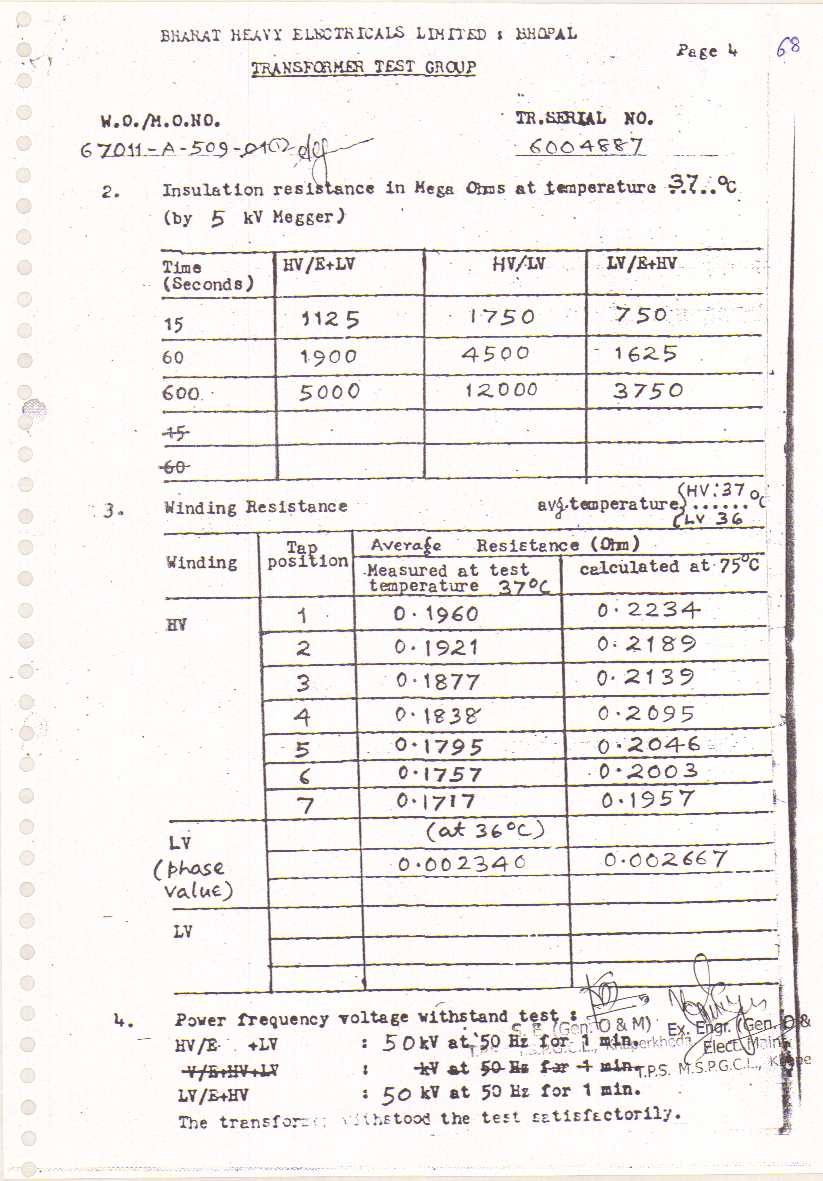 BHARAT HEAVY ELECTRICALS LIMITED : BHOPAL
Page 4 68
TRANSFORMER TEST GROUP
W.O./M.O.NO. TR.SERIAL NO.
67011-A-509-01 6004887
2. Insulation resistance in Mega Ohms at temperature 37...°C
(by 5 kV Megger)
Time (Seconds) HV/E+LV HV/LV LV/E+HV
15 1125 1750 750
60 1900 4500 1625
600 5000 12000 3750
15
60
3. Winding Resistance avg.temperature HV:37 °C
LV 36
Winding Tap position Average Resistance (Ohm)
Measured at test temperature 37°C calculated at 75°C
HV 1 0.1960 0.2234
2 0.1921 0.2189
3 0.1877 0.2139
4 0.1838 0.2095
5 0.1795 0.2046
6 0.1757 0.2003
7 0.1717 0.1957
LV (at 36°C)
(phase value) 0.002340 0.002667
LV
4. Power frequency voltage withstand test :
S. E. (Gen. O & M) Ex. Engr. (Gen. O &
HV/E +LV : 50 kV at 50 Hz for 1 min.
T.P.S. M.S.P.G.C.L.,
V/E+HV+LV : kV at 50 Hz for 1 min.
LV/E+HV : 50 kV at 50 Hz for 1 min.
The transformer withstood the test satisfactorily.